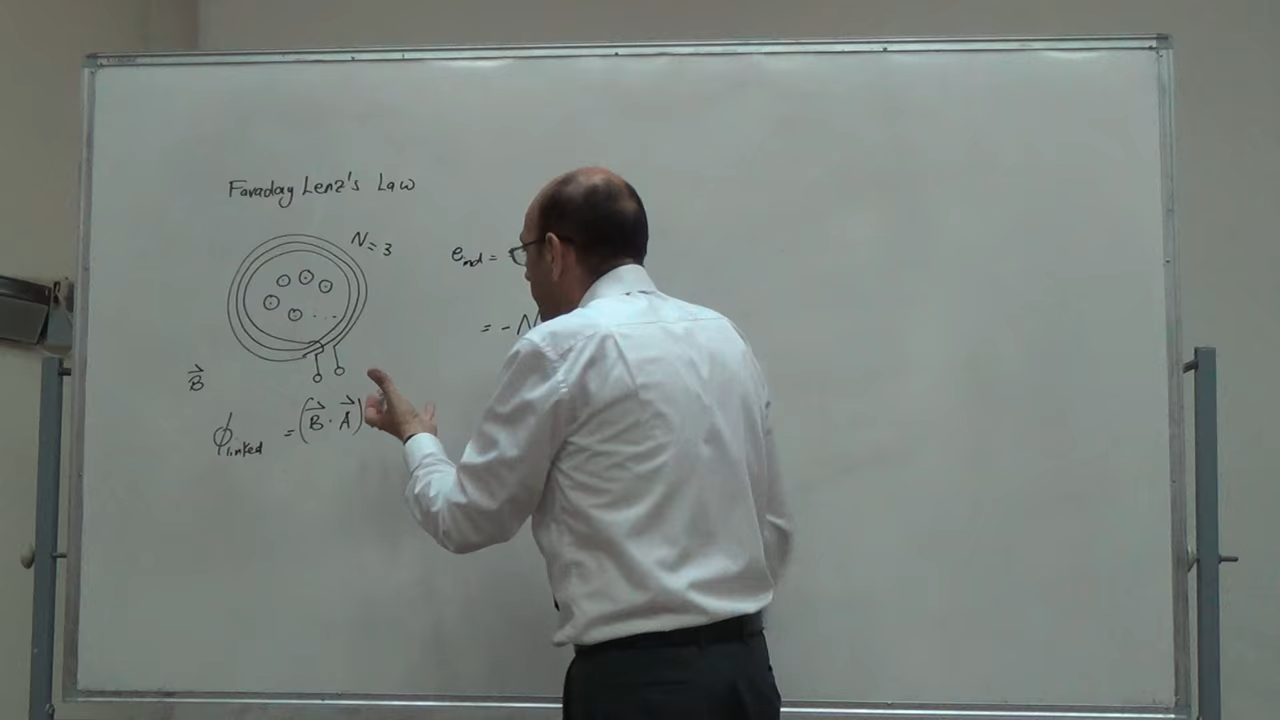 Faraday Lenz's Law
N = 3
e_ind =
= - N
B⃗
ϕ_linked = (B⃗ · A⃗)